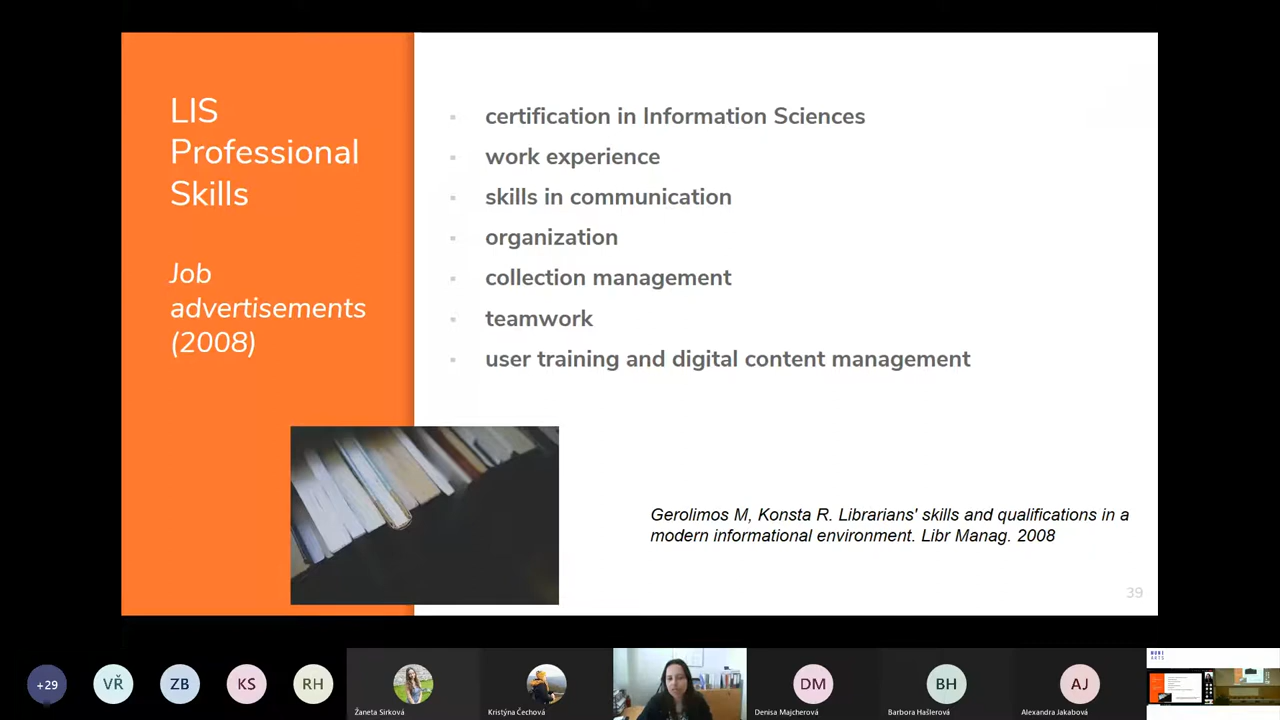 LIS
Professional
Skills
Job
advertisements
(2008)
certification in Information Sciences
work experience
skills in communication
organization
collection management
teamwork
user training and digital content management
Gerolimos M, Konsta R. Librarians' skills and qualifications in a
modern informational environment. Libr Manag. 2008
39
+29
VŘ
ZB
KS
RH
Žaneta Sirková
Kristýna Čechová
DM
Denisa Majcherová
BH
Barbora Hašlerová
AJ
Alexandra Jakabová
MUNI
ARTS